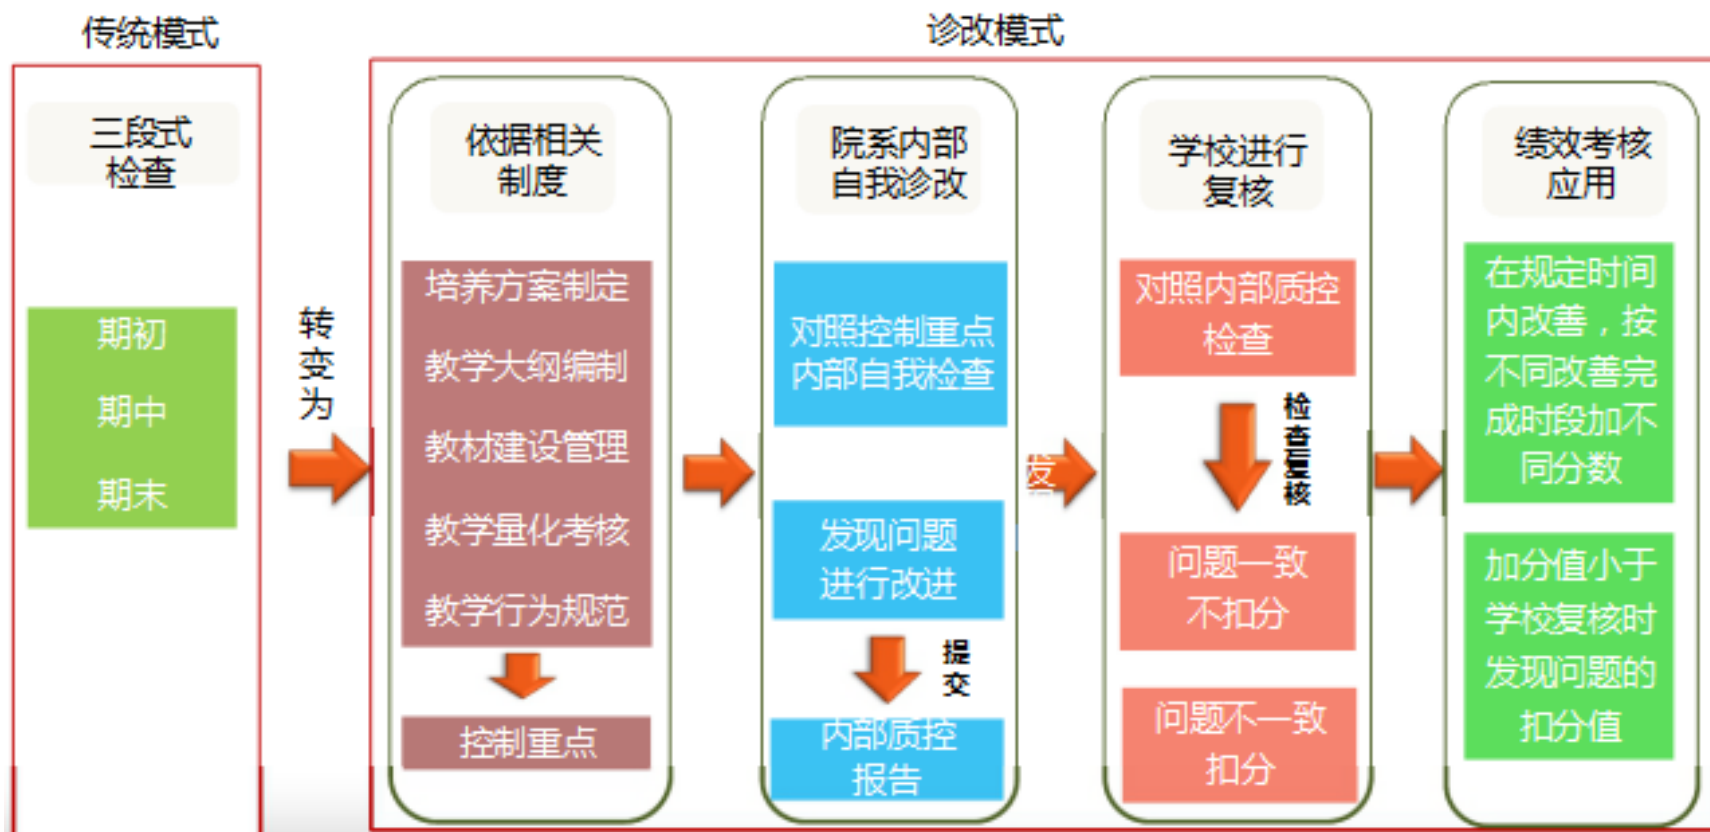 传统模式
诊改模式
三段式
检查
期初
期中
期末
转
变
为
依据相关
制度
培养方案制定
教学大纲编制
教材建设管理
教学量化考核
教学行为规范
控制重点
院系内部
自我诊改
对照控制重点
内部自我检查
发现问题
进行改进
提
交
内部质控
报告
发
学校进行
复核
对照内部质控
检查
检
查
复
核
问题一致
不扣分
问题不一致
扣分
绩效考核
应用
在规定时间
内改善，按
不同改善完
成时段加不
同分数
加分值小于
学校复核时
发现问题的
扣分值